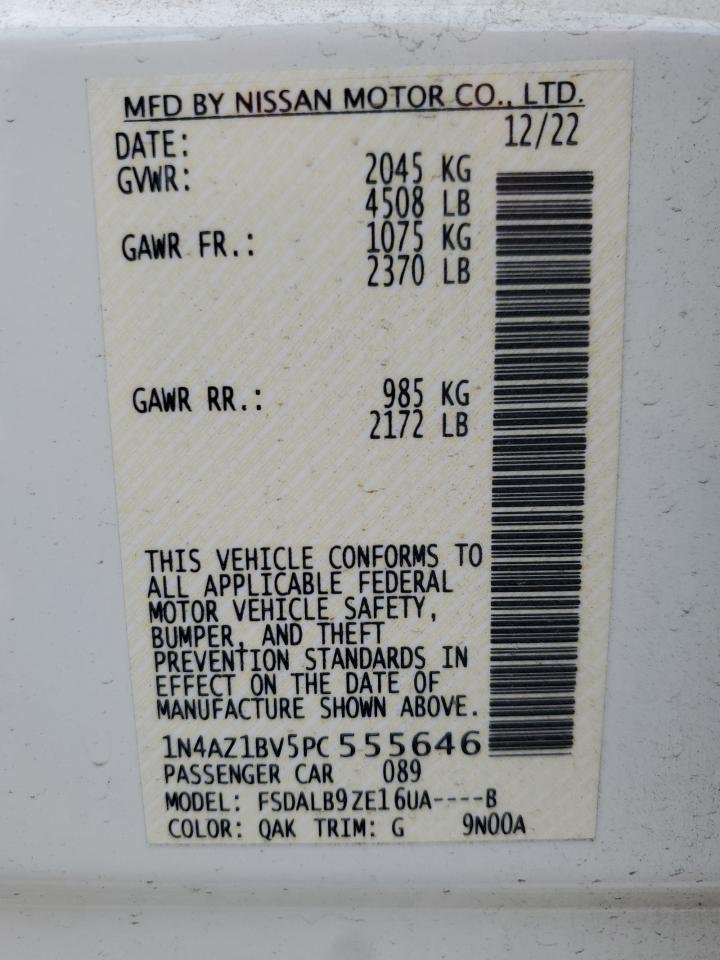 MFD BY NISSAN MOTOR CO., LTD.
DATE: 12/22
GVWR: 2045 KG
4508 LB
GAWR FR.: 1075 KG
2370 LB
GAWR RR.: 985 KG
2172 LB
THIS VEHICLE CONFORMS TO
ALL APPLICABLE FEDERAL
MOTOR VEHICLE SAFETY,
BUMPER, AND THEFT
PREVENTION STANDARDS IN
EFFECT ON THE DATE OF
MANUFACTURE SHOWN ABOVE.
1N4AZ1BV5PC555646
PASSENGER CAR 089
MODEL: FSDALB9ZE16UA----B
COLOR: QAK TRIM: G 9N00A